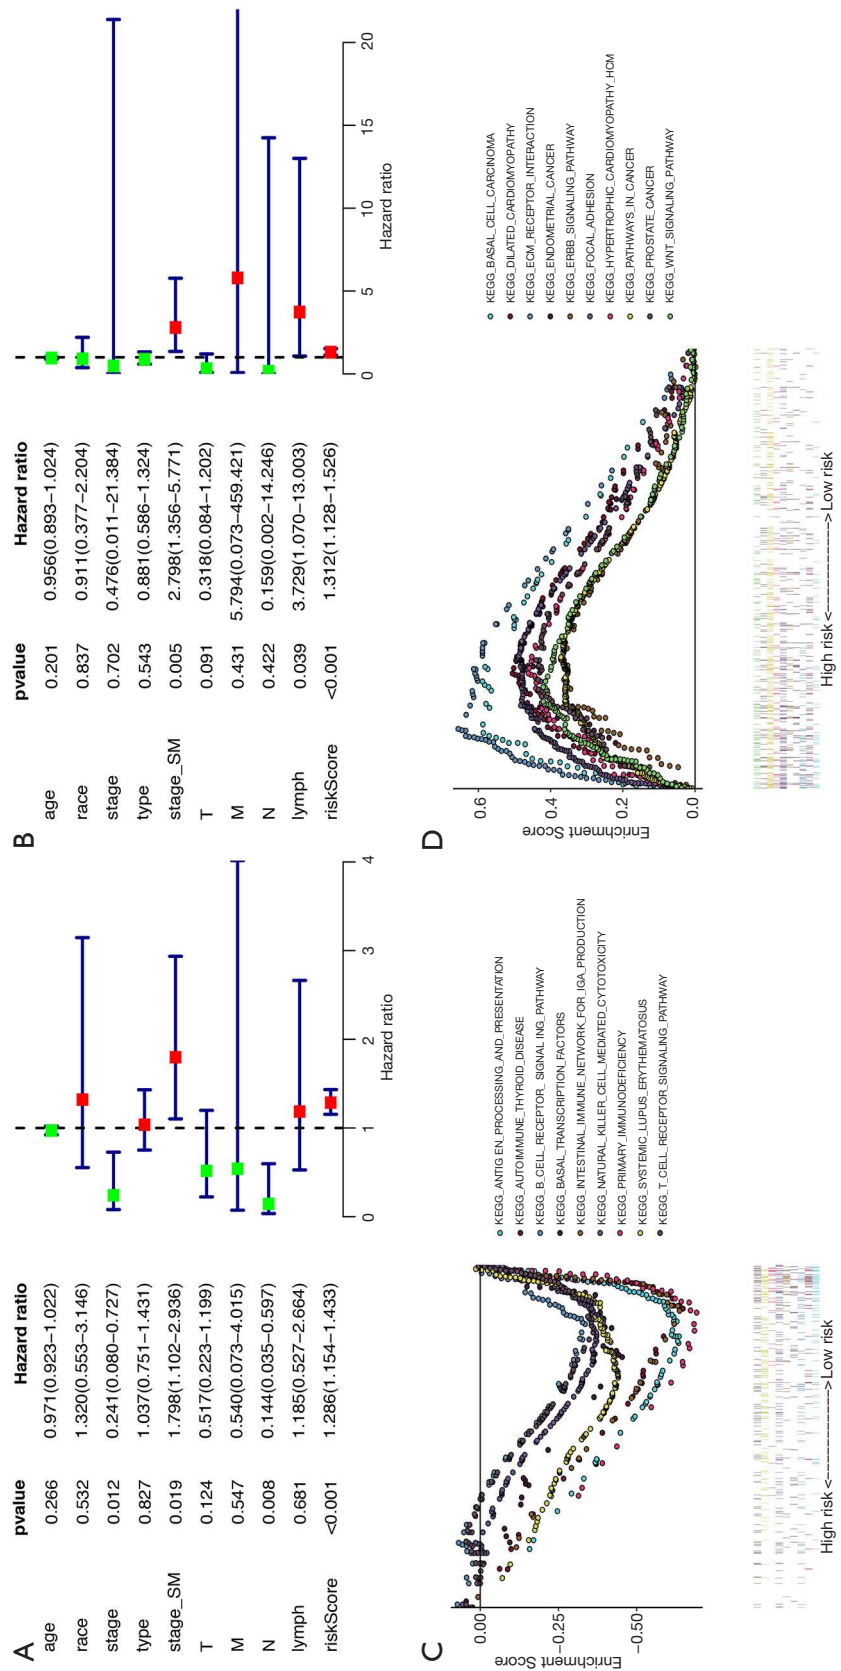 A
pvalue Hazard ratio
age 0.266 0.971(0.923−1.022)
race 0.532 1.320(0.553−3.146)
stage 0.012 0.241(0.080−0.727)
type 0.827 1.037(0.751−1.431)
stage_SM 0.019 1.798(1.102−2.936)
T 0.124 0.517(0.223−1.199)
M 0.547 0.540(0.073−4.015)
N 0.008 0.144(0.035−0.597)
lymph 0.681 1.185(0.527−2.664)
riskScore <0.001 1.286(1.154−1.433)
0 1 2 3 4
Hazard ratio
B
pvalue Hazard ratio
age 0.201 0.956(0.893−1.024)
race 0.837 0.911(0.377−2.204)
stage 0.702 0.476(0.011−21.384)
type 0.543 0.881(0.586−1.324)
stage_SM 0.005 2.798(1.356−5.771)
T 0.091 0.318(0.084−1.202)
M 0.431 5.794(0.073−459.421)
N 0.422 0.159(0.002−14.246)
lymph 0.039 3.729(1.070−13.003)
riskScore <0.001 1.312(1.128−1.526)
0 5 10 15 20
Hazard ratio
C
0.00
−0.25
−0.50
Enrichment Score
KEGG_ANTIG EN_PROCESSING_AND_PRESENTATION
KEGG_AUTOIMMUNE_THYROID_DISEASE
KEGG_B_CELL_RECEPTOR_SIGNAL ING_PATHWAY
KEGG_BASAL_TRANSCRIPTION_FACTORS
KEGG_INTESTINAL_IMMUNE_NETWORK_FOR_IGA_PRODUCTION
KEGG_NATURAL_KILLER_CELL_MEDIATED_CYTOTOXICITY
KEGG_PRIMARY_IMMUNODEFICIENCY
KEGG_SYSTEMIC_LUPUS_ERYTHEMATOSUS
KEGG_T_CELL_RECEPTOR_SIGNALING_PATHWAY
High risk <----------->Low risk
D
0.6
0.4
0.2
0.0
Enrichment Score
KEGG_BASAL_CELL_CARCINOMA
KEGG_DILATED_CARDIOMYOPATHY
KEGG_ECM_RECEPTOR_INTERACTION
KEGG_ENDOMETRIAL_CANCER
KEGG_ERBB_SIGNALING_PATHWAY
KEGG_FOCAL_ADHESION
KEGG_HYPERTROPHIC_CARDIOMYOPATHY_HCM
KEGG_PATHWAYS_IN_CANCER
KEGG_PROSTATE_CANCER
KEGG_WNT_SIGNALING_PATHWAY
High risk <----------->Low risk